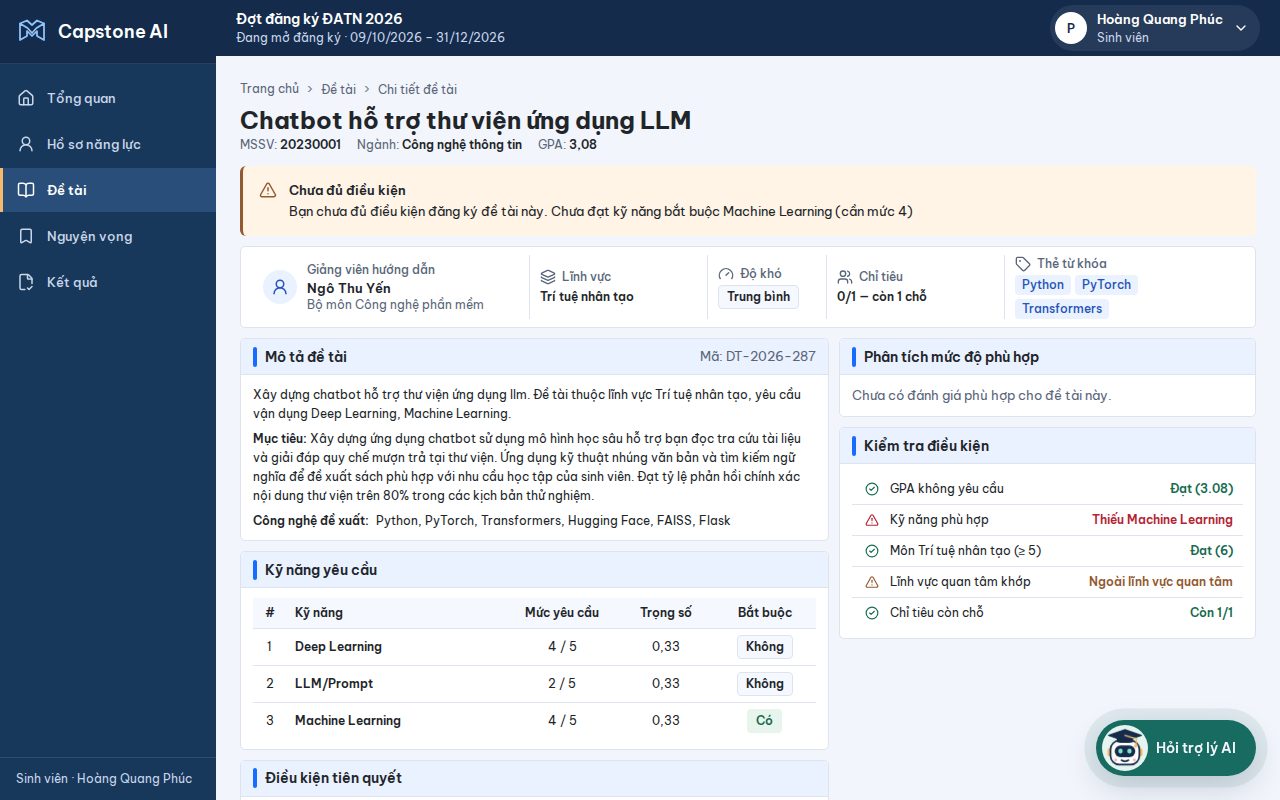 Capstone AI
Đợt đăng ký ĐATN 2026
Đang mở đăng ký · 09/10/2026 – 31/12/2026
P
Hoàng Quang Phúc
Sinh viên
Tổng quan
Hồ sơ năng lực
Đề tài
Nguyện vọng
Kết quả
Sinh viên · Hoàng Quang Phúc
Trang chủ › Đề tài › Chi tiết đề tài
Chatbot hỗ trợ thư viện ứng dụng LLM
MSSV: 20230001 Ngành: Công nghệ thông tin GPA: 3,08
Chưa đủ điều kiện
Bạn chưa đủ điều kiện đăng ký đề tài này. Chưa đạt kỹ năng bắt buộc Machine Learning (cần mức 4)
Giảng viên hướng dẫn
Ngô Thu Yến
Bộ môn Công nghệ phần mềm
Lĩnh vực
Trí tuệ nhân tạo
Độ khó
Trung bình
Chỉ tiêu
0/1 — còn 1 chỗ
Thẻ từ khóa
Python PyTorch
Transformers
Mô tả đề tài Mã: DT-2026-287
Xây dựng chatbot hỗ trợ thư viện ứng dụng llm. Đề tài thuộc lĩnh vực Trí tuệ nhân tạo, yêu cầu
vận dụng Deep Learning, Machine Learning.
Mục tiêu: Xây dựng ứng dụng chatbot sử dụng mô hình học sâu hỗ trợ bạn đọc tra cứu tài liệu
và giải đáp quy chế mượn trả tại thư viện. Ứng dụng kỹ thuật nhúng văn bản và tìm kiếm ngữ
nghĩa để đề xuất sách phù hợp với nhu cầu học tập của sinh viên. Đạt tỷ lệ phản hồi chính xác
nội dung thư viện trên 80% trong các kịch bản thử nghiệm.
Công nghệ đề xuất: Python, PyTorch, Transformers, Hugging Face, FAISS, Flask
Kỹ năng yêu cầu
# Kỹ năng Mức yêu cầu Trọng số Bắt buộc
1 Deep Learning 4 / 5 0,33 Không
2 LLM/Prompt 2 / 5 0,33 Không
3 Machine Learning 4 / 5 0,33 Có
Điều kiện tiên quyết
Phân tích mức độ phù hợp
Chưa có đánh giá phù hợp cho đề tài này.
Kiểm tra điều kiện
GPA không yêu cầu Đạt (3.08)
Kỹ năng phù hợp Thiếu Machine Learning
Môn Trí tuệ nhân tạo (≥ 5) Đạt (6)
Lĩnh vực quan tâm khớp Ngoài lĩnh vực quan tâm
Chỉ tiêu còn chỗ Còn 1/1
Hỏi trợ lý AI